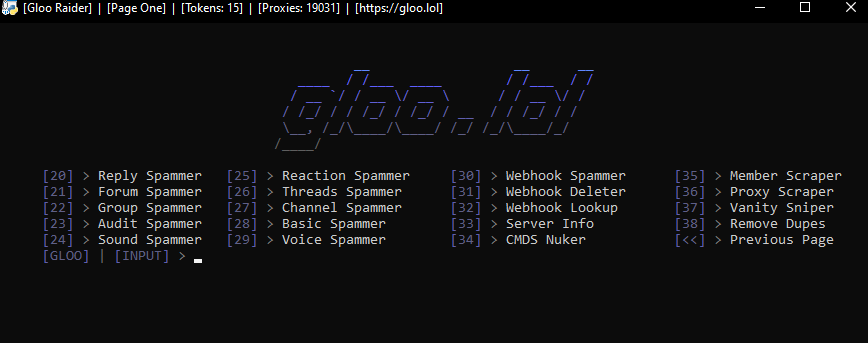 [Gloo Raider] | [Page One] | [Tokens: 15] | [Proxies: 19031] | [https://gloo.lol]
gloo.lol
[20] > Reply Spammer [25] > Reaction Spammer [30] > Webhook Spammer [35] > Member Scraper
[21] > Forum Spammer [26] > Threads Spammer [31] > Webhook Deleter [36] > Proxy Scraper
[22] > Group Spammer [27] > Channel Spammer [32] > Webhook Lookup [37] > Vanity Sniper
[23] > Audit Spammer [28] > Basic Spammer [33] > Server Info [38] > Remove Dupes
[24] > Sound Spammer [29] > Voice Spammer [34] > CMDS Nuker [<<] > Previous Page
[GLOO] | [INPUT] >